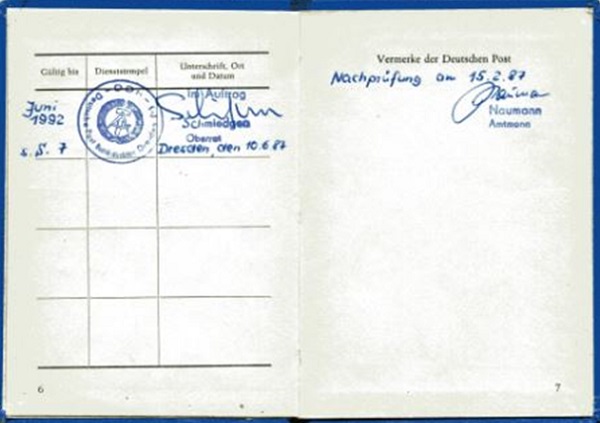 Gültig bis
Dienststempel
Unterschrift, Ort
und Datum
Juni
1992
s. S. 7
Im Auftrag
Schmiedgen
Oberrat
Dresden, den 10.6.87
6
Vermerke der Deutschen Post
Nachprüfung am 15.2.87
Naumann
Naumann
Amtmann
7